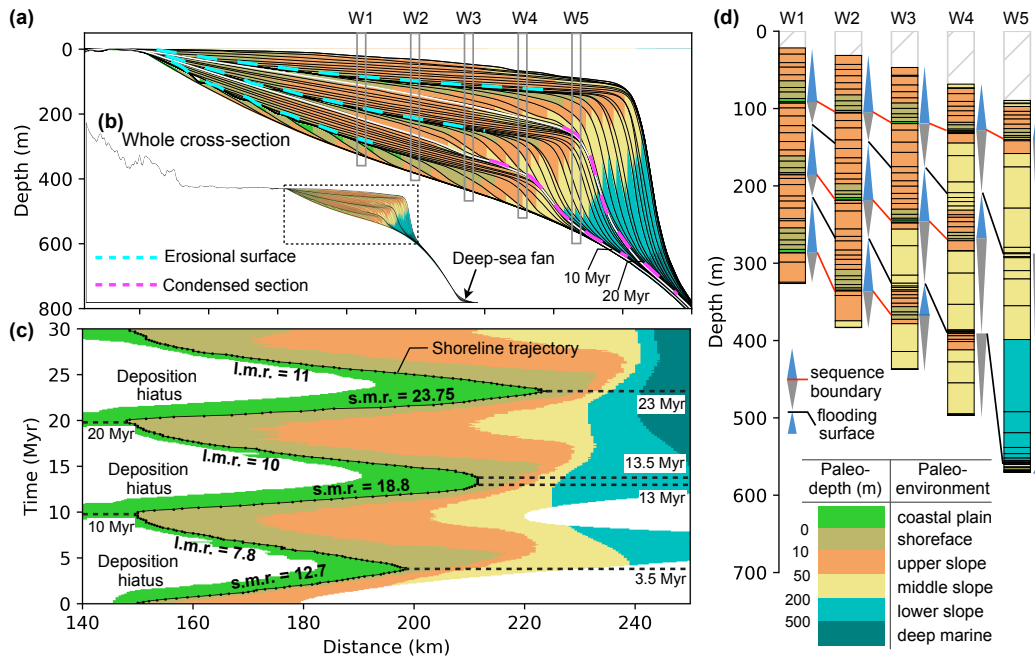 (a)
W1 W2 W3 W4 W5
0
200
400
600
800
Depth (m)
(b)
Whole cross-section
Erosional surface
Condensed section
Deep-sea fan
10 Myr
20 Myr
(c)
30
25
20
15
10
5
0
Time (Myr)
Deposition
hiatus
l.m.r. = 11
s.m.r. = 23.75
Shoreline trajectory
23 Myr
20 Myr
l.m.r. = 10
Deposition
hiatus
s.m.r. = 18.8
13.5 Myr
13 Myr
10 Myr
l.m.r. = 7.8
Deposition
hiatus
s.m.r. = 12.7
3.5 Myr
140 160 180 200 220 240
Distance (km)
(d)
W1 W2 W3 W4 W5
0
100
200
300
400
500
600
700
Depth (m)
sequence
boundary
flooding
surface
Paleo-
depth (m)
Paleo-
environment
0
10
50
200
500
coastal plain
shoreface
upper slope
middle slope
lower slope
deep marine